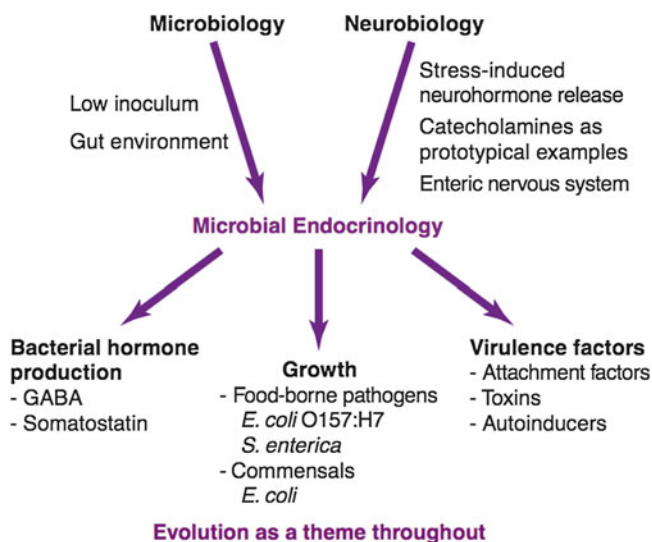 Microbiology
Neurobiology
Low inoculum
Gut environment
Stress-induced
neurohormone release
Catecholamines as
prototypical examples
Enteric nervous system
Microbial Endocrinology
Bacterial hormone
production
- GABA
- Somatostatin
Growth
- Food-borne pathogens
E. coli O157:H7
S. enterica
- Commensals
E. coli
Virulence factors
- Attachment factors
- Toxins
- Autoinducers
Evolution as a theme throughout